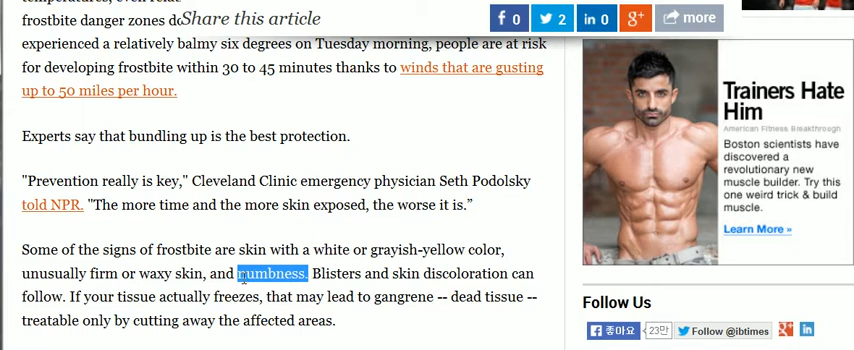 Share this article
f 0
2
in 0
g+
more
frostbite danger zones do
experienced a relatively balmy six degrees on Tuesday morning, people are at risk
for developing frostbite within 30 to 45 minutes thanks to winds that are gusting
up to 50 miles per hour.
Experts say that bundling up is the best protection.
"Prevention really is key," Cleveland Clinic emergency physician Seth Podolsky
told NPR. "The more time and the more skin exposed, the worse it is.”
Some of the signs of frostbite are skin with a white or grayish-yellow color,
unusually firm or waxy skin, and numbness. Blisters and skin discoloration can
follow. If your tissue actually freezes, that may lead to gangrene -- dead tissue --
treatable only by cutting away the affected areas.
Trainers Hate
Him
American Fitness Breakthrough
Boston scientists have
discovered a
revolutionary new
muscle builder. Try this
one weird trick & build
muscle.
Learn More »
Follow Us
f 좋아요 23만 Follow @ibtimes g+ in